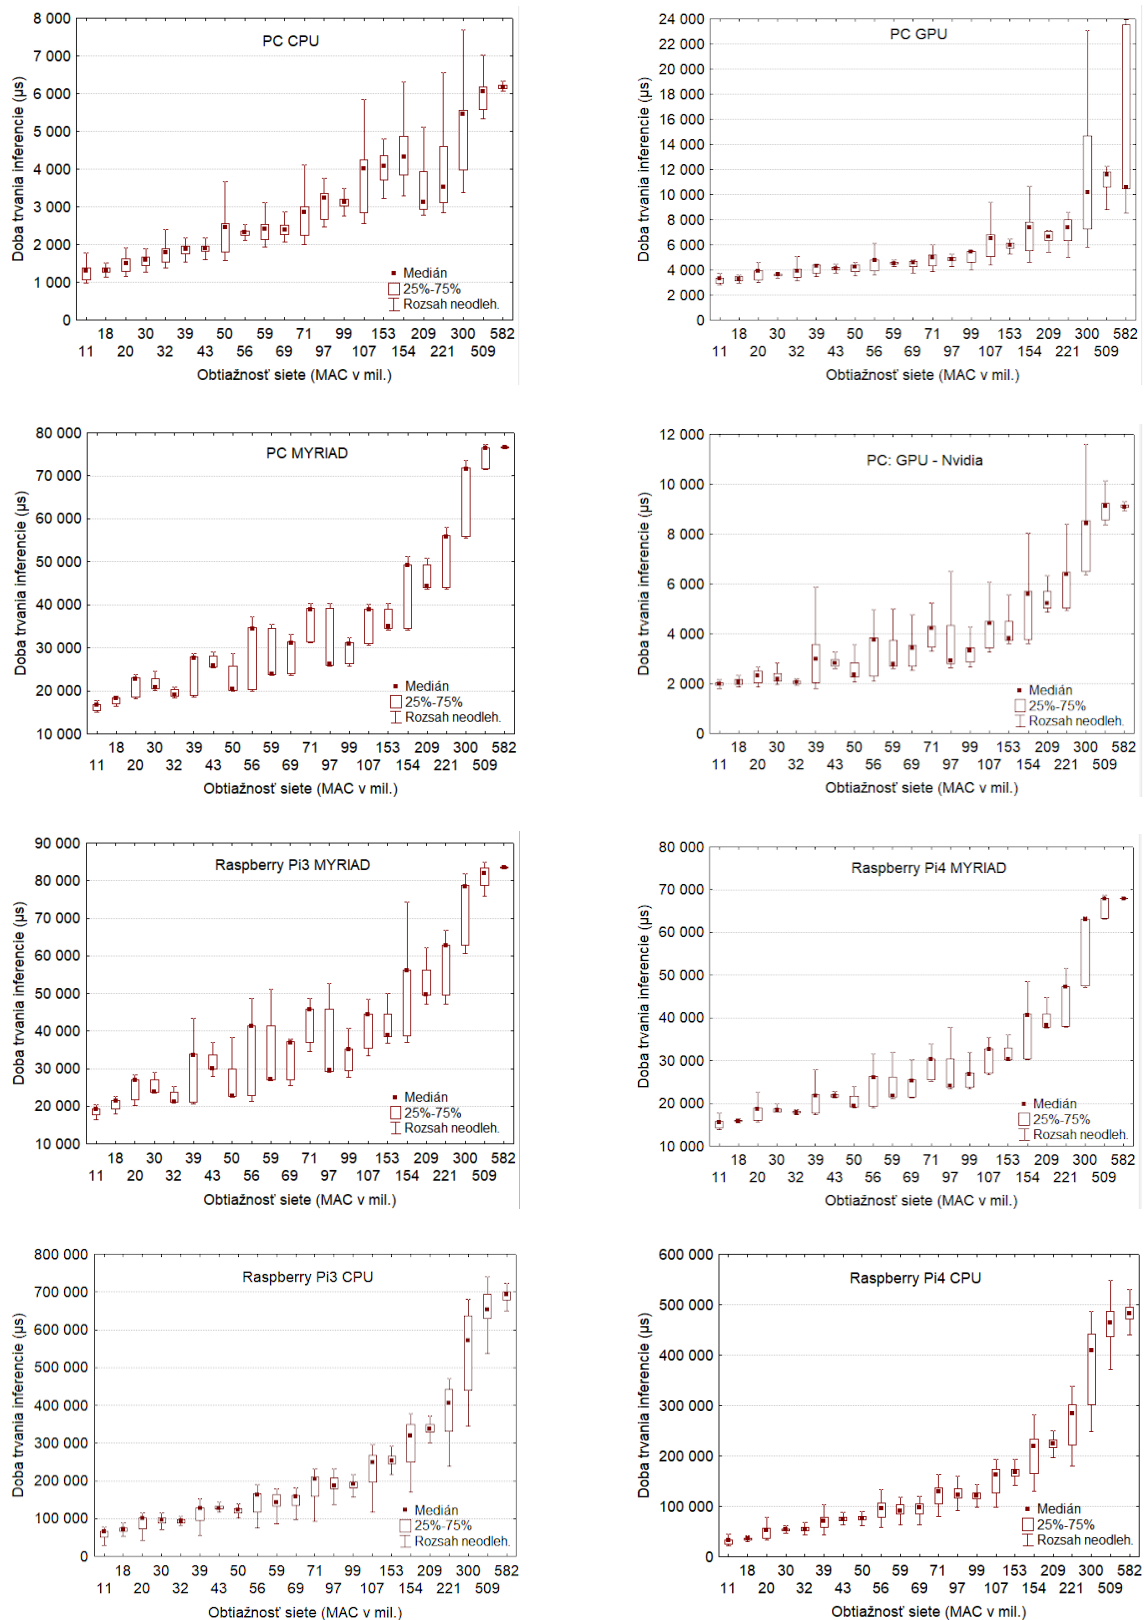 PC CPU
Doba trvania inferencie (µs)
8 000
7 000
6 000
5 000
4 000
3 000
2 000
1 000
0
Medián
25%-75%
Rozsah neodleh.
18 30 39 50 59 71 99 153 209 300 582
11 20 32 43 56 69 97 107 154 221 509
Obtiažnosť siete (MAC v mil.)
PC GPU
Doba trvania inferencie (µs)
24 000
22 000
20 000
18 000
16 000
14 000
12 000
10 000
8 000
6 000
4 000
2 000
0
Medián
25%-75%
Rozsah neodleh.
18 30 39 50 59 71 99 153 209 300 582
11 20 32 43 56 69 97 107 154 221 509
Obtiažnosť siete (MAC v mil.)
PC MYRIAD
Doba trvania inferencie (µs)
80 000
70 000
60 000
50 000
40 000
30 000
20 000
10 000
Medián
25%-75%
Rozsah neodleh.
18 30 39 50 59 71 99 153 209 300 582
11 20 32 43 56 69 97 107 154 221 509
Obtiažnosť siete (MAC v mil.)
PC: GPU - Nvidia
Doba trvania inferencie (µs)
12 000
10 000
8 000
6 000
4 000
2 000
0
Medián
25%-75%
Rozsah neodleh.
18 30 39 50 59 71 99 153 209 300 582
11 20 32 43 56 69 97 107 154 221 509
Obtiažnosť siete (MAC v mil.)
Raspberry Pi3 MYRIAD
Doba trvania inferencie (µs)
90 000
80 000
70 000
60 000
50 000
40 000
30 000
20 000
10 000
Medián
25%-75%
Rozsah neodleh.
18 30 39 50 59 71 99 153 209 300 582
11 20 32 43 56 69 97 107 154 221 509
Obtiažnosť siete (MAC v mil.)
Raspberry Pi4 MYRIAD
Doba trvania inferencie (µs)
80 000
70 000
60 000
50 000
40 000
30 000
20 000
10 000
Medián
25%-75%
Rozsah neodleh.
18 30 39 50 59 71 99 153 209 300 582
11 20 32 43 56 69 97 107 154 221 509
Obtiažnosť siete (MAC v mil.)
Raspberry Pi3 CPU
Doba trvania inferencie (µs)
800 000
700 000
600 000
500 000
400 000
300 000
200 000
100 000
0
Medián
25%-75%
Rozsah neodleh.
18 30 39 50 59 71 99 153 209 300 582
11 20 32 43 56 69 97 107 154 221 509
Obtiažnosť siete (MAC v mil.)
Raspberry Pi4 CPU
Doba trvania inferencie (µs)
600 000
500 000
400 000
300 000
200 000
100 000
0
Medián
25%-75%
Rozsah neodleh.
18 30 39 50 59 71 99 153 209 300 582
11 20 32 43 56 69 97 107 154 221 509
Obtiažnosť siete (MAC v mil.)